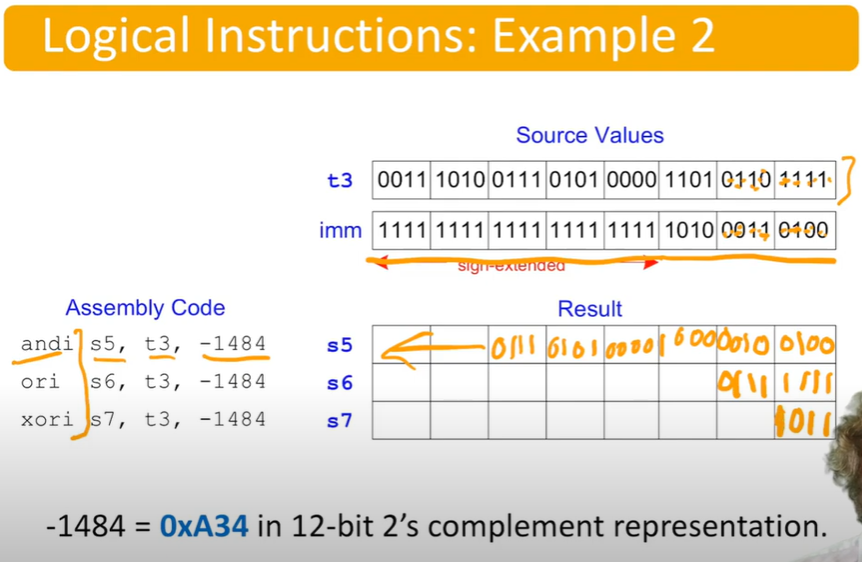 Logical Instructions: Example 2
Source Values
t3 0011 1010 0111 0101 0000 1101 0110 1111
imm 1111 1111 1111 1111 1111 1010 0011 0100
sign-extended
Assembly Code
andi s5, t3, -1484
ori s6, t3, -1484
xori s7, t3, -1484
Result
s5 0111 0101 0000 1000 0010 0100
s6 0111 1111
s7 1011
-1484 = 0xA34 in 12-bit 2's complement representation.